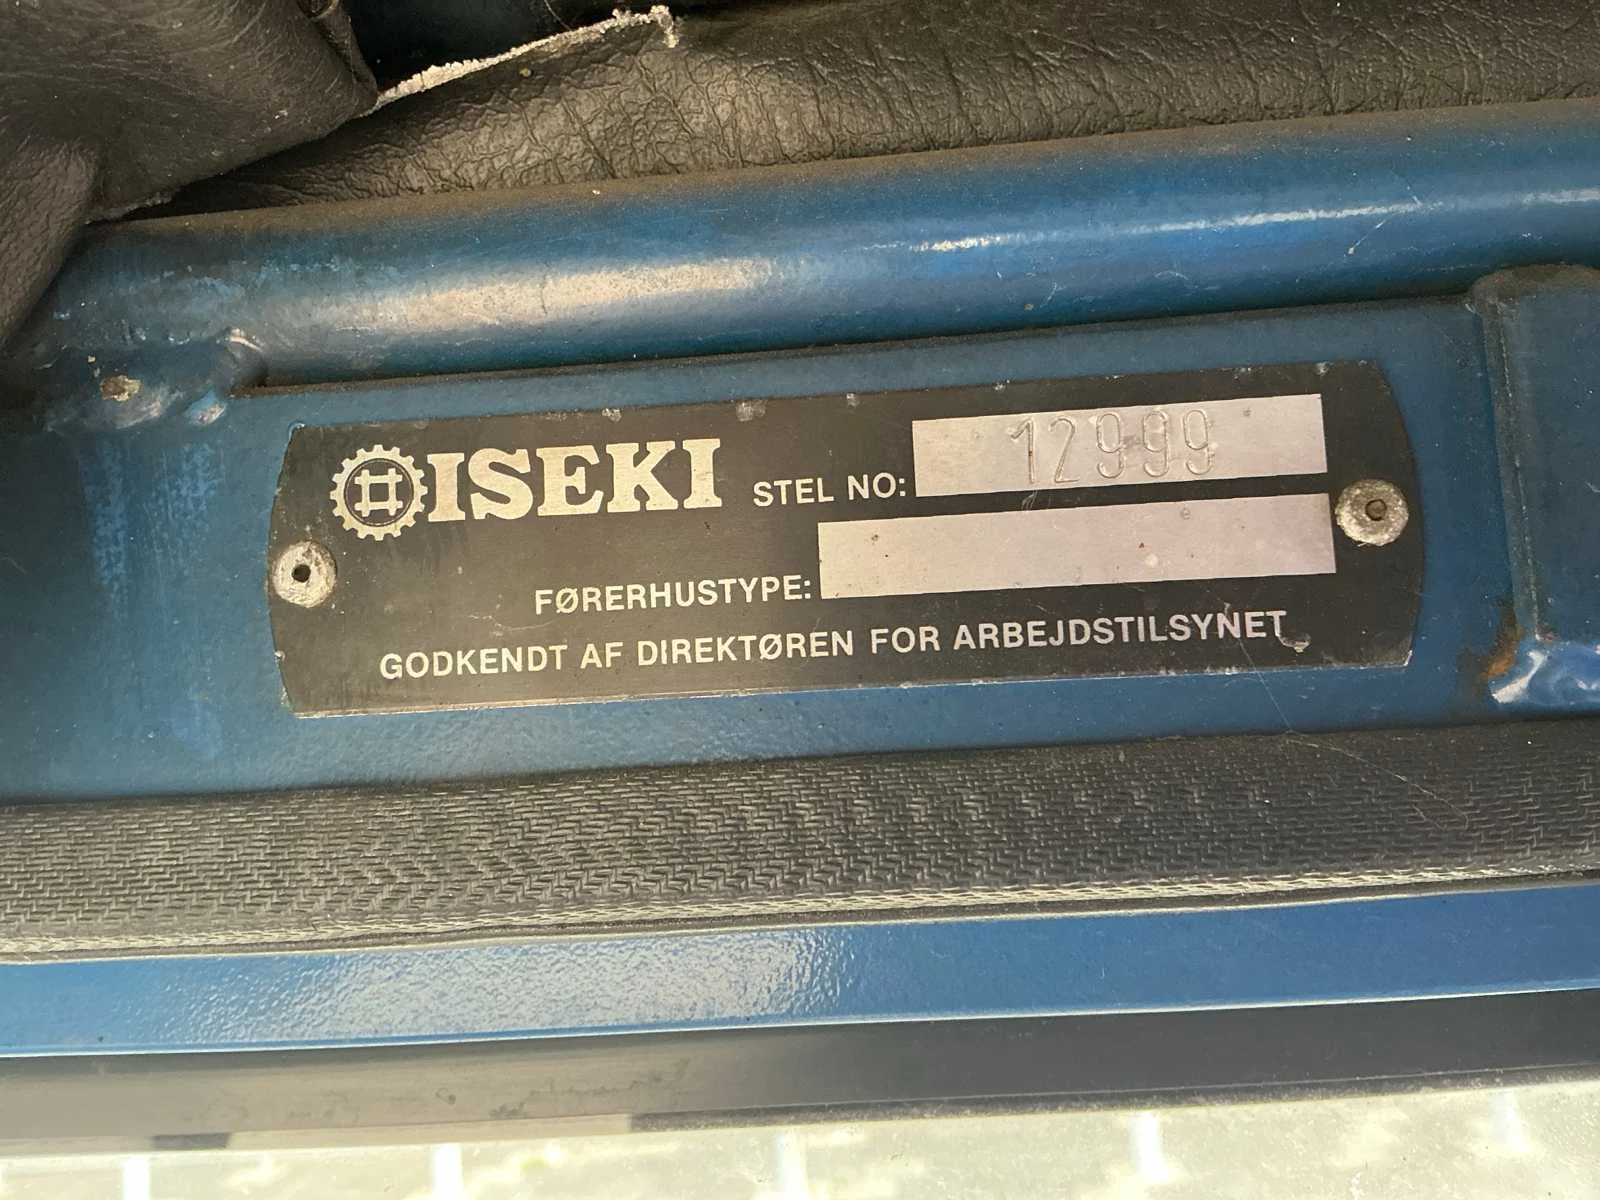 ISEKI STEL NO: 12999
FØRERHUSTYPE:
GODKENDT AF DIREKTØREN FOR ARBEJDSTILSYNET